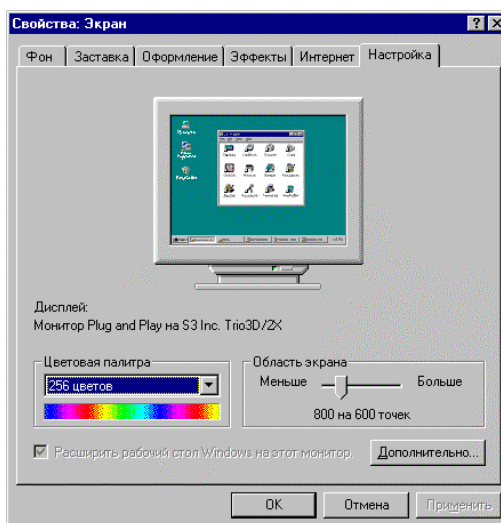 Свойства: Экран
Фон Заставка Оформление Эффекты Интернет Настройка
Дисплей:
Монитор Plug and Play на S3 Inc. Trio3D/2X
Цветовая палитра
256 цветов
Область экрана
Меньше Больше
800 на 600 точек
Расширить рабочий стол Windows на этот монитор.
Дополнительно...
ОК Отмена Применить